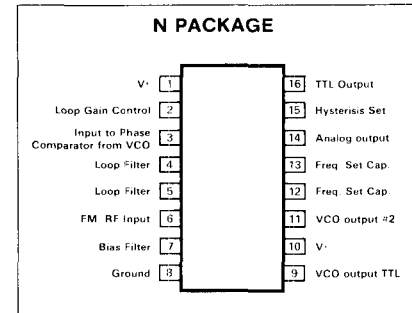 N PACKAGE
V+ 1
Loop Gain Control 2
Input to Phase
Comparator from VCO 3
Loop Filter 4
Loop Filter 5
FM RF Input 6
Bias Filter 7
Ground 8
16 TTL Output
15 Hysterisis Set
14 Analog output
13 Freq. Set Cap.
12 Freq. Set Cap.
11 VCO output #2
10 V-
9 VCO output TTL